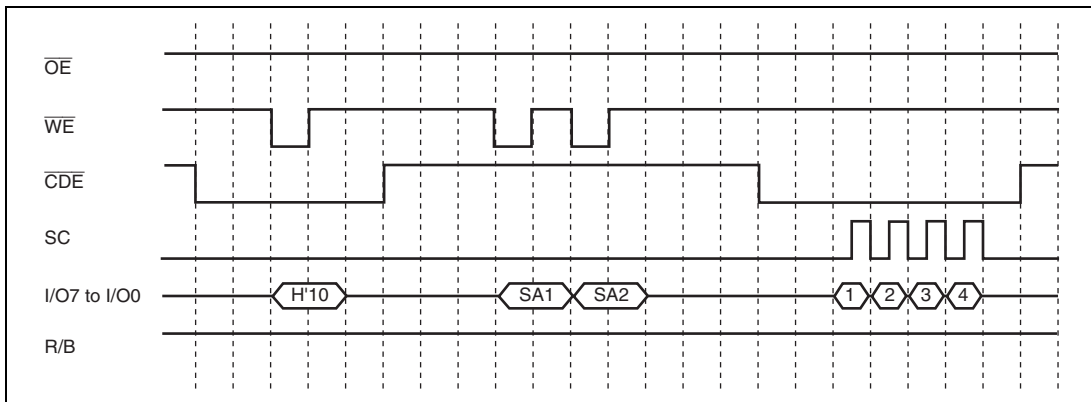 OE
WE
CDE
SC
I/O7 to I/O0 H'10 SA1 SA2 1 2 3 4
R/B